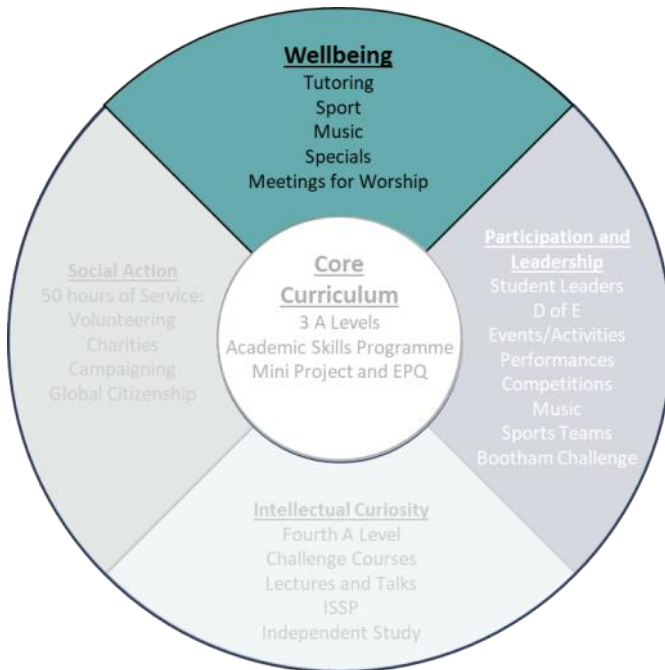 Wellbeing
Tutoring
Sport
Music
Specials
Meetings for Worship
Social Action
50 hours of Service:
Volunteering
Charities
Campaigning
Global Citizenship
Core
Curriculum
3 A Levels
Academic Skills Programme
Mini Project and EPQ
Participation and
Leadership
Student Leaders
D of E
Events/Activities
Performances
Competitions
Music
Sports Teams
Bootham Challenge
Intellectual Curiosity
Fourth A Level
Challenge Courses
Lectures and Talks
ISSP
Independent Study